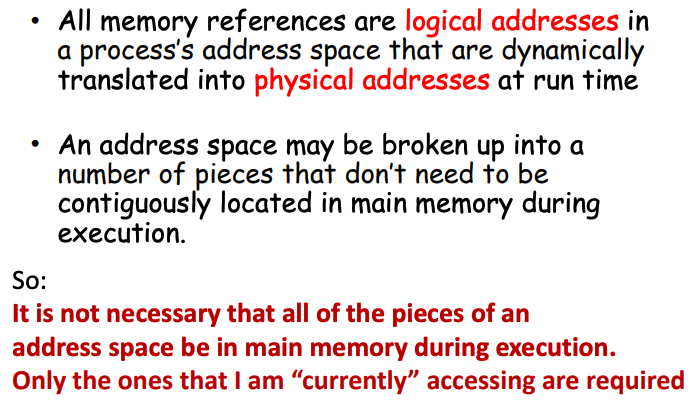 • All memory references are logical addresses in
a process's address space that are dynamically
translated into physical addresses at run time
• An address space may be broken up into a
number of pieces that don't need to be
contiguously located in main memory during
execution.
So:
It is not necessary that all of the pieces of an
address space be in main memory during execution.
Only the ones that I am “currently” accessing are required